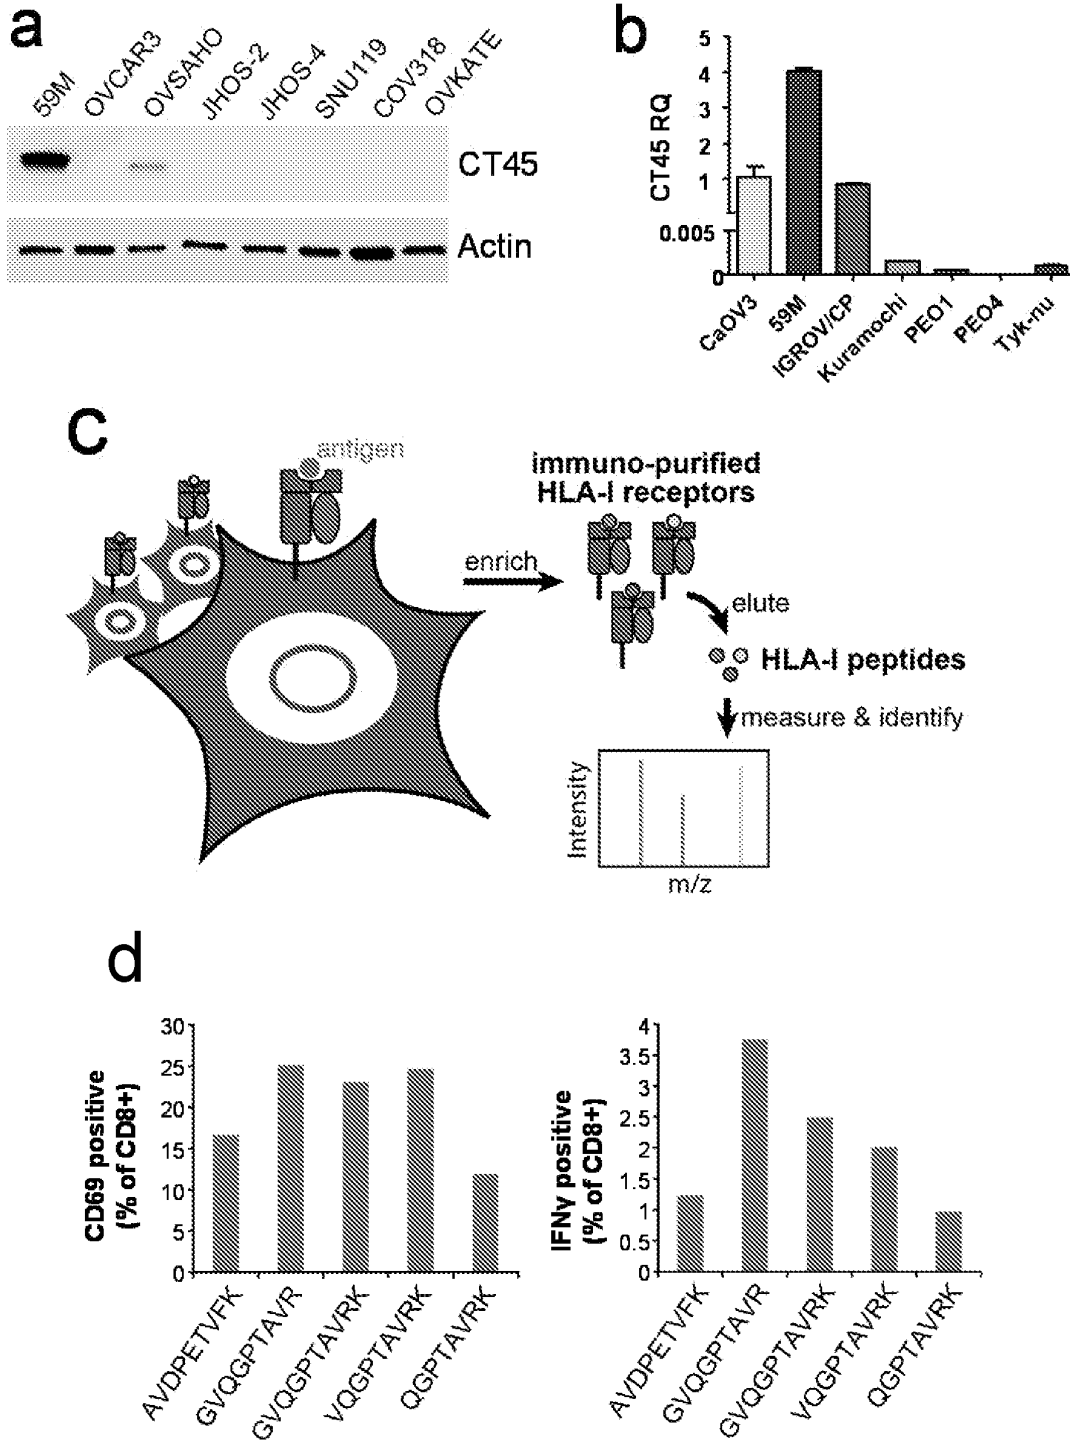 a
59M
OVCAR3
OVSAHO
JHOS-2
JHOS-4
SNU119
COV318
OVKATE
CT45
Actin
b
CT45 RQ
5
4
3
2
1
0.005
0
CaOV3
59M
IGROV/CP
Kuramochi
PEO1
PEO4
Tyk-nu
c
antigen
enrich
immuno-purified
HLA-I receptors
elute
HLA-I peptides
measure & identify
Intensity
m/z
d
CD69 positive
(% of CD8+)
30
25
20
15
10
5
0
AVDPETVFK
GVQGPTAVR
GVQGPTAVRK
VQGPTAVRK
QGPTAVRK
IFNγ positive
(% of CD8+)
4
3.5
3
2.5
2
1.5
1
0.5
0
AVDPETVFK
GVQGPTAVR
GVQGPTAVRK
VQGPTAVRK
QGPTAVRK